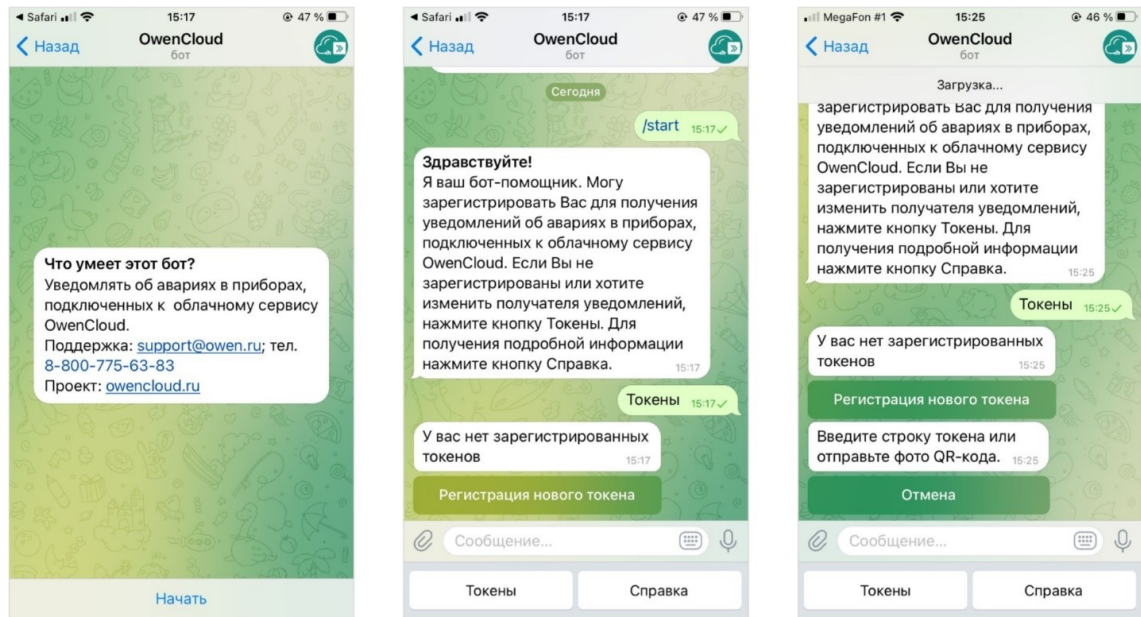 Safari 15:17 47 %
Назад OwenCloud
бот
Что умеет этот бот?
Уведомлять об авариях в приборах,
подключенных к облачному сервису
OwenCloud.
Поддержка: support@owen.ru; тел.
8-800-775-63-83
Проект: owencloud.ru
Начать
Safari 15:17 47 %
Назад OwenCloud
бот
Сегодня
/start 15:17
Здравствуйте!
Я ваш бот-помощник. Могу
зарегистрировать Вас для получения
уведомлений об авариях в приборах,
подключенных к облачному сервису
OwenCloud. Если Вы не
зарегистрированы или хотите
изменить получателя уведомлений,
нажмите кнопку Токены. Для
получения подробной информации
нажмите кнопку Справка. 15:17
Токены 15:17
У вас нет зарегистрированных
токенов 15:17
Регистрация нового токена
Сообщение...
Токены Справка
MegaFon #1 15:25 46 %
Назад OwenCloud
бот
Загрузка...
зарегистрировать Вас для получения
уведомлений об авариях в приборах,
подключенных к облачному сервису
OwenCloud. Если Вы не
зарегистрированы или хотите
изменить получателя уведомлений,
нажмите кнопку Токены. Для
получения подробной информации
нажмите кнопку Справка. 15:25
Токены 15:25
У вас нет зарегистрированных
токенов 15:25
Регистрация нового токена
Введите строку токена или
отправьте фото QR-кода. 15:25
Отмена
Сообщение...
Токены Справка